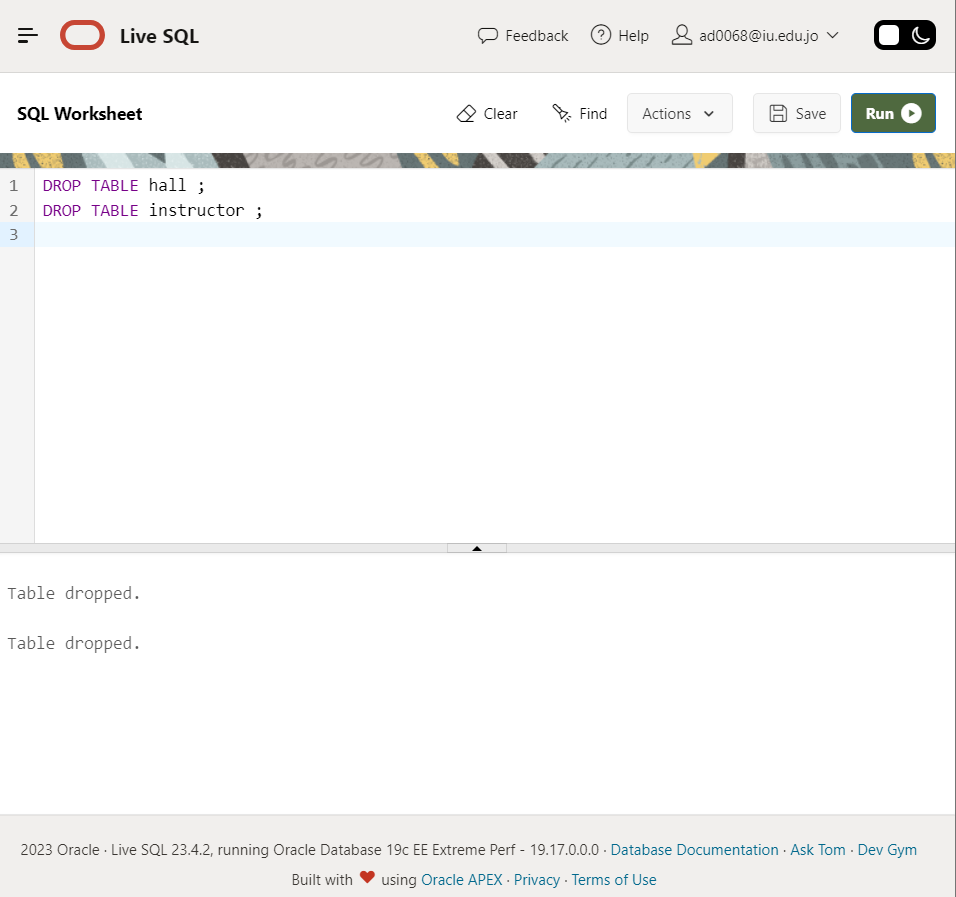 Live SQL
Feedback
Help
ad0068@iu.edu.jo
SQL Worksheet
Clear
Find
Actions
Save
Run
1 DROP TABLE hall ;
2 DROP TABLE instructor ;
3
Table dropped.
Table dropped.
2023 Oracle · Live SQL 23.4.2, running Oracle Database 19c EE Extreme Perf - 19.17.0.0.0 · Database Documentation · Ask Tom · Dev Gym
Built with ❤ using Oracle APEX · Privacy · Terms of Use